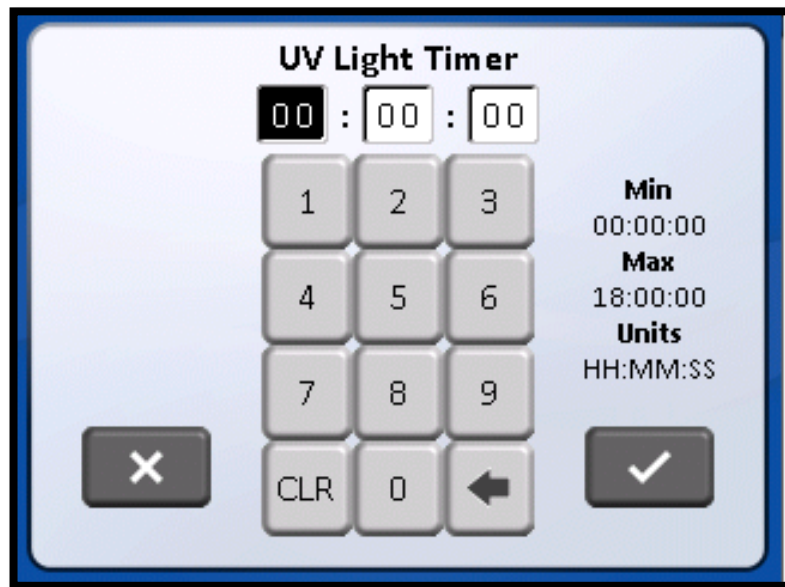 UV Light Timer
00 : 00 : 00
1 2 3
4 5 6
7 8 9
CLR 0
Min
00:00:00
Max
18:00:00
Units
HH:MM:SS